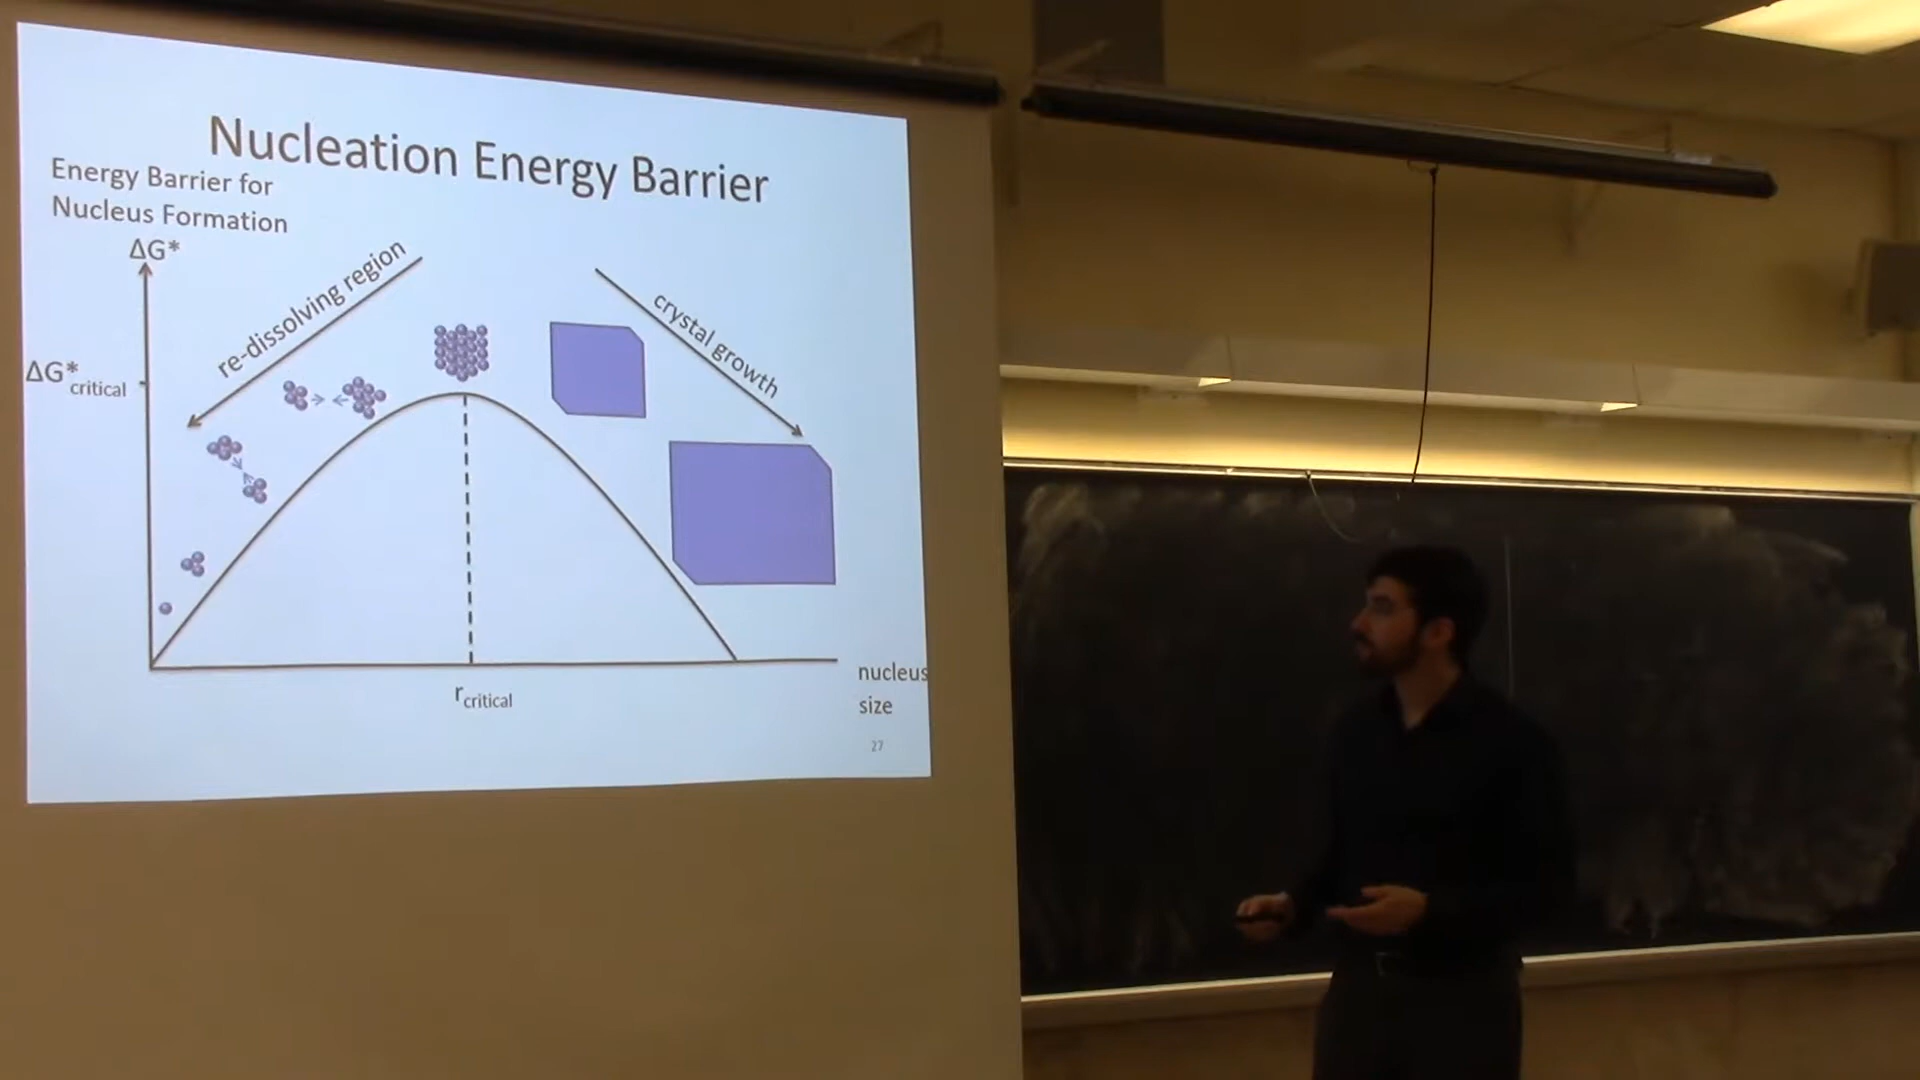 Nucleation Energy Barrier
Energy Barrier for
Nucleus Formation
ΔG*
re-dissolving region
crystal growth
ΔG*critical
rcritical
nucleus
size
27